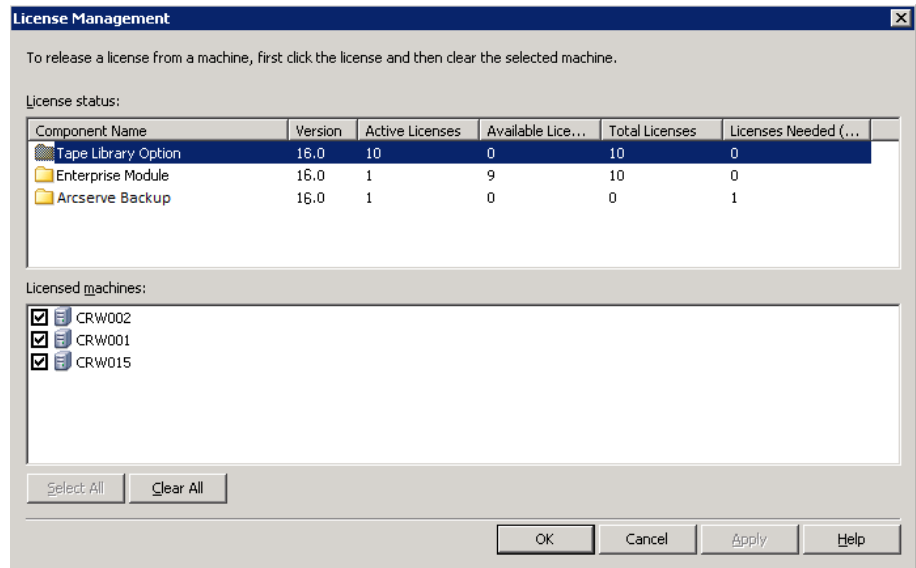 License Management
To release a license from a machine, first click the license and then clear the selected machine.
License status:
Component Name Version Active Licenses Available Lice... Total Licenses Licenses Needed (...
Tape Library Option 16.0 10 0 10 0
Enterprise Module 16.0 1 9 10 0
Arcserve Backup 16.0 1 0 0 1
Licensed machines:
CRW002
CRW001
CRW015
Select All Clear All
OK Cancel Apply Help